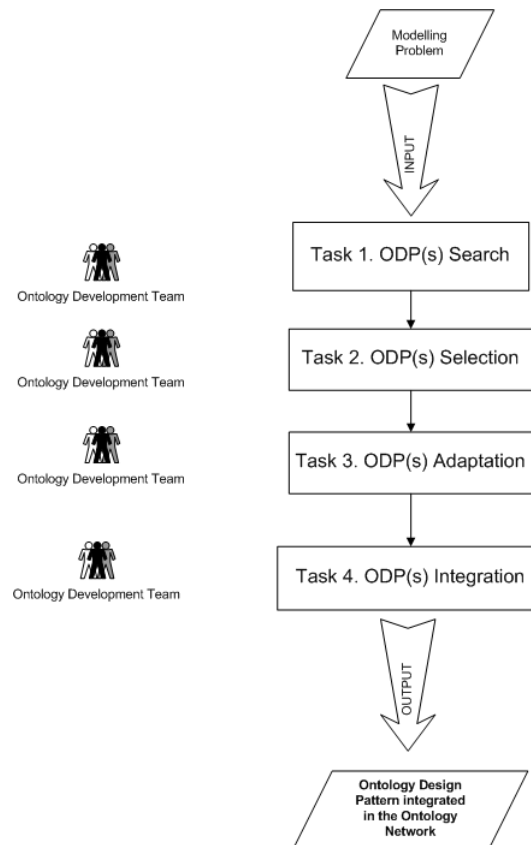 Modelling
Problem
INPUT
Task 1. ODP(s) Search
Ontology Development Team
Task 2. ODP(s) Selection
Ontology Development Team
Task 3. ODP(s) Adaptation
Ontology Development Team
Task 4. ODP(s) Integration
Ontology Development Team
OUTPUT
Ontology Design
Pattern integrated
in the Ontology
Network